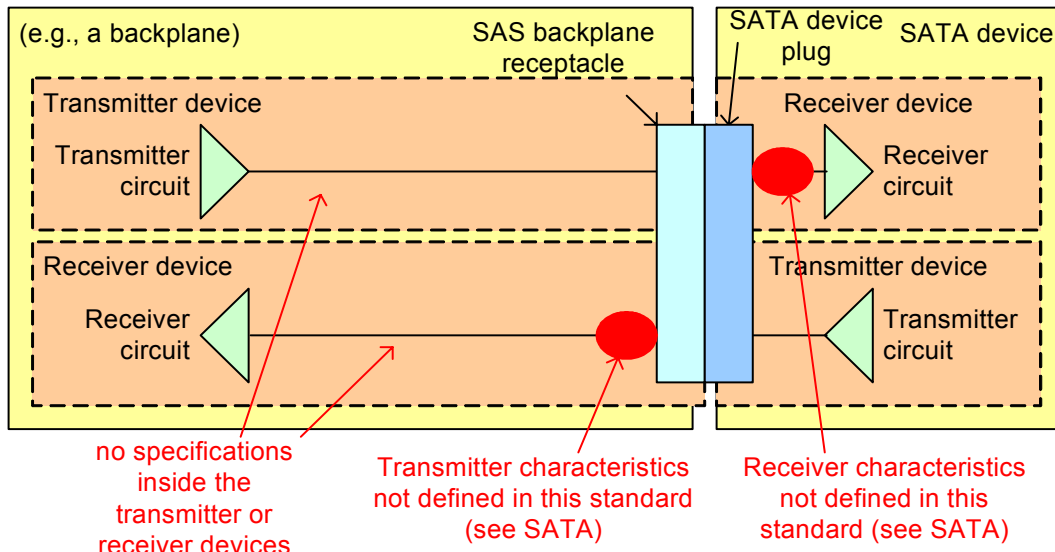 (e.g., a backplane)
SAS backplane
receptacle
SATA device
plug
SATA device
Transmitter device
Transmitter
circuit
Receiver device
Receiver
circuit
Receiver device
Receiver
circuit
Transmitter device
Transmitter
circuit
no specifications
inside the
transmitter or
receiver devices
Transmitter characteristics
not defined in this standard
(see SATA)
Receiver characteristics
not defined in this
standard (see SATA)